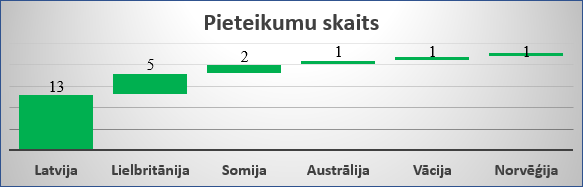 Pieteikumu skaits
13
5
2
1
1
1
Latvija
Lielbritānija
Somija
Austrālija
Vācija
Norvēģija